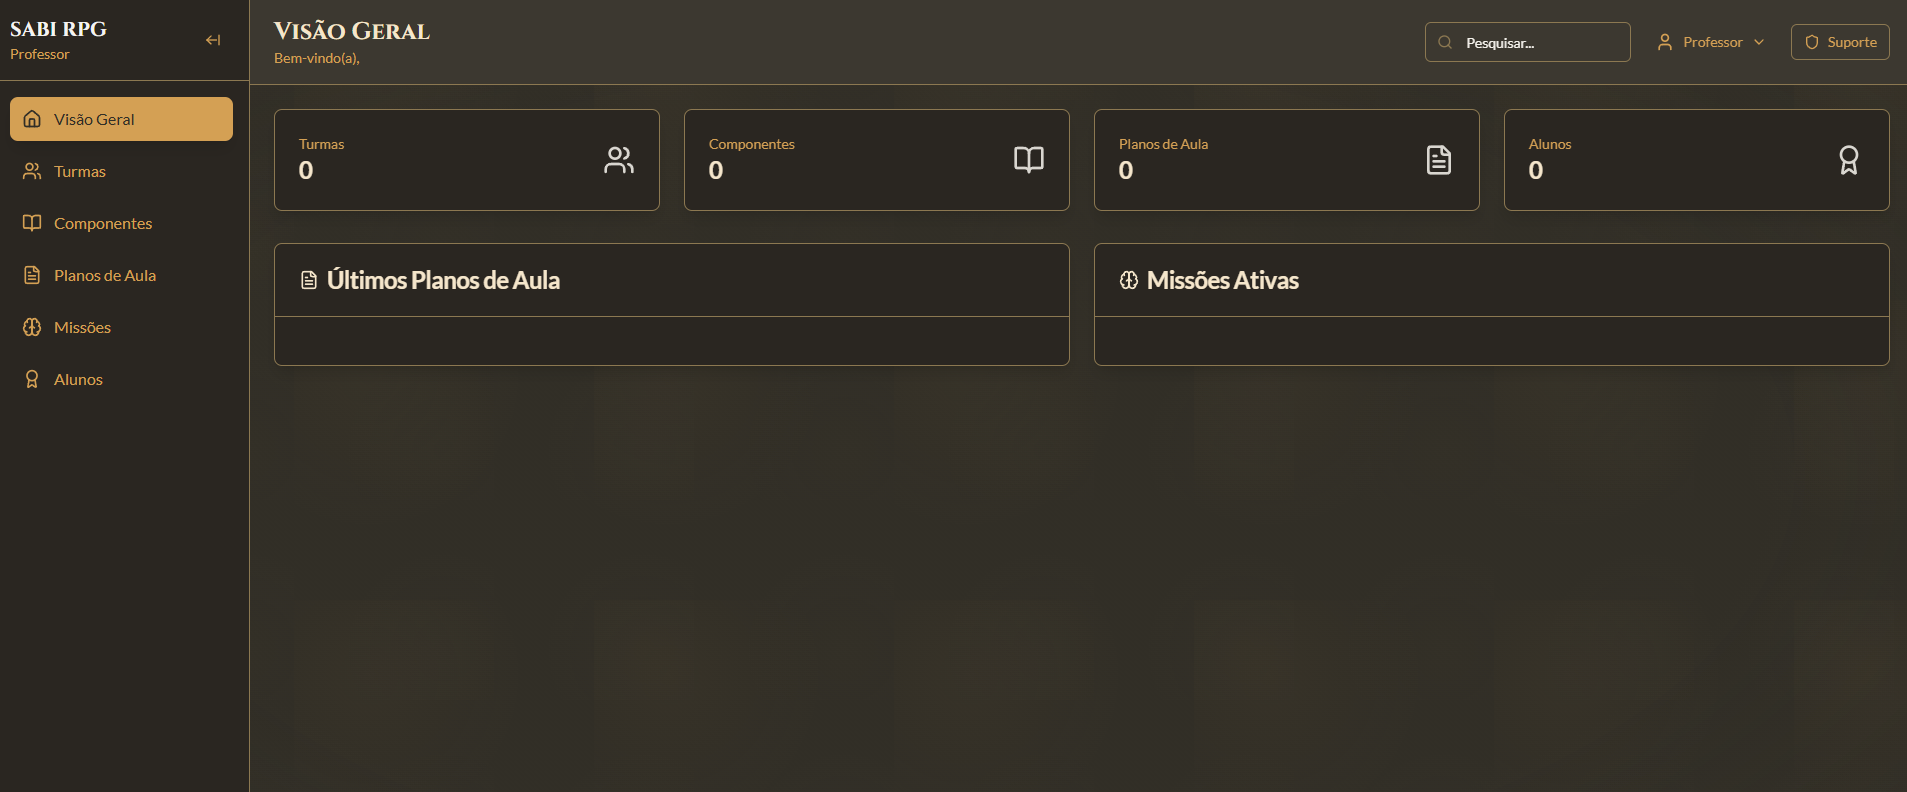 SABI RPG
Professor
Visão Geral
Turmas
Componentes
Planos de Aula
Missões
Alunos
Visão Geral
Bem-vindo(a),
Pesquisar...
Professor
Suporte
Turmas
0
Componentes
0
Planos de Aula
0
Alunos
0
Últimos Planos de Aula
Missões Ativas